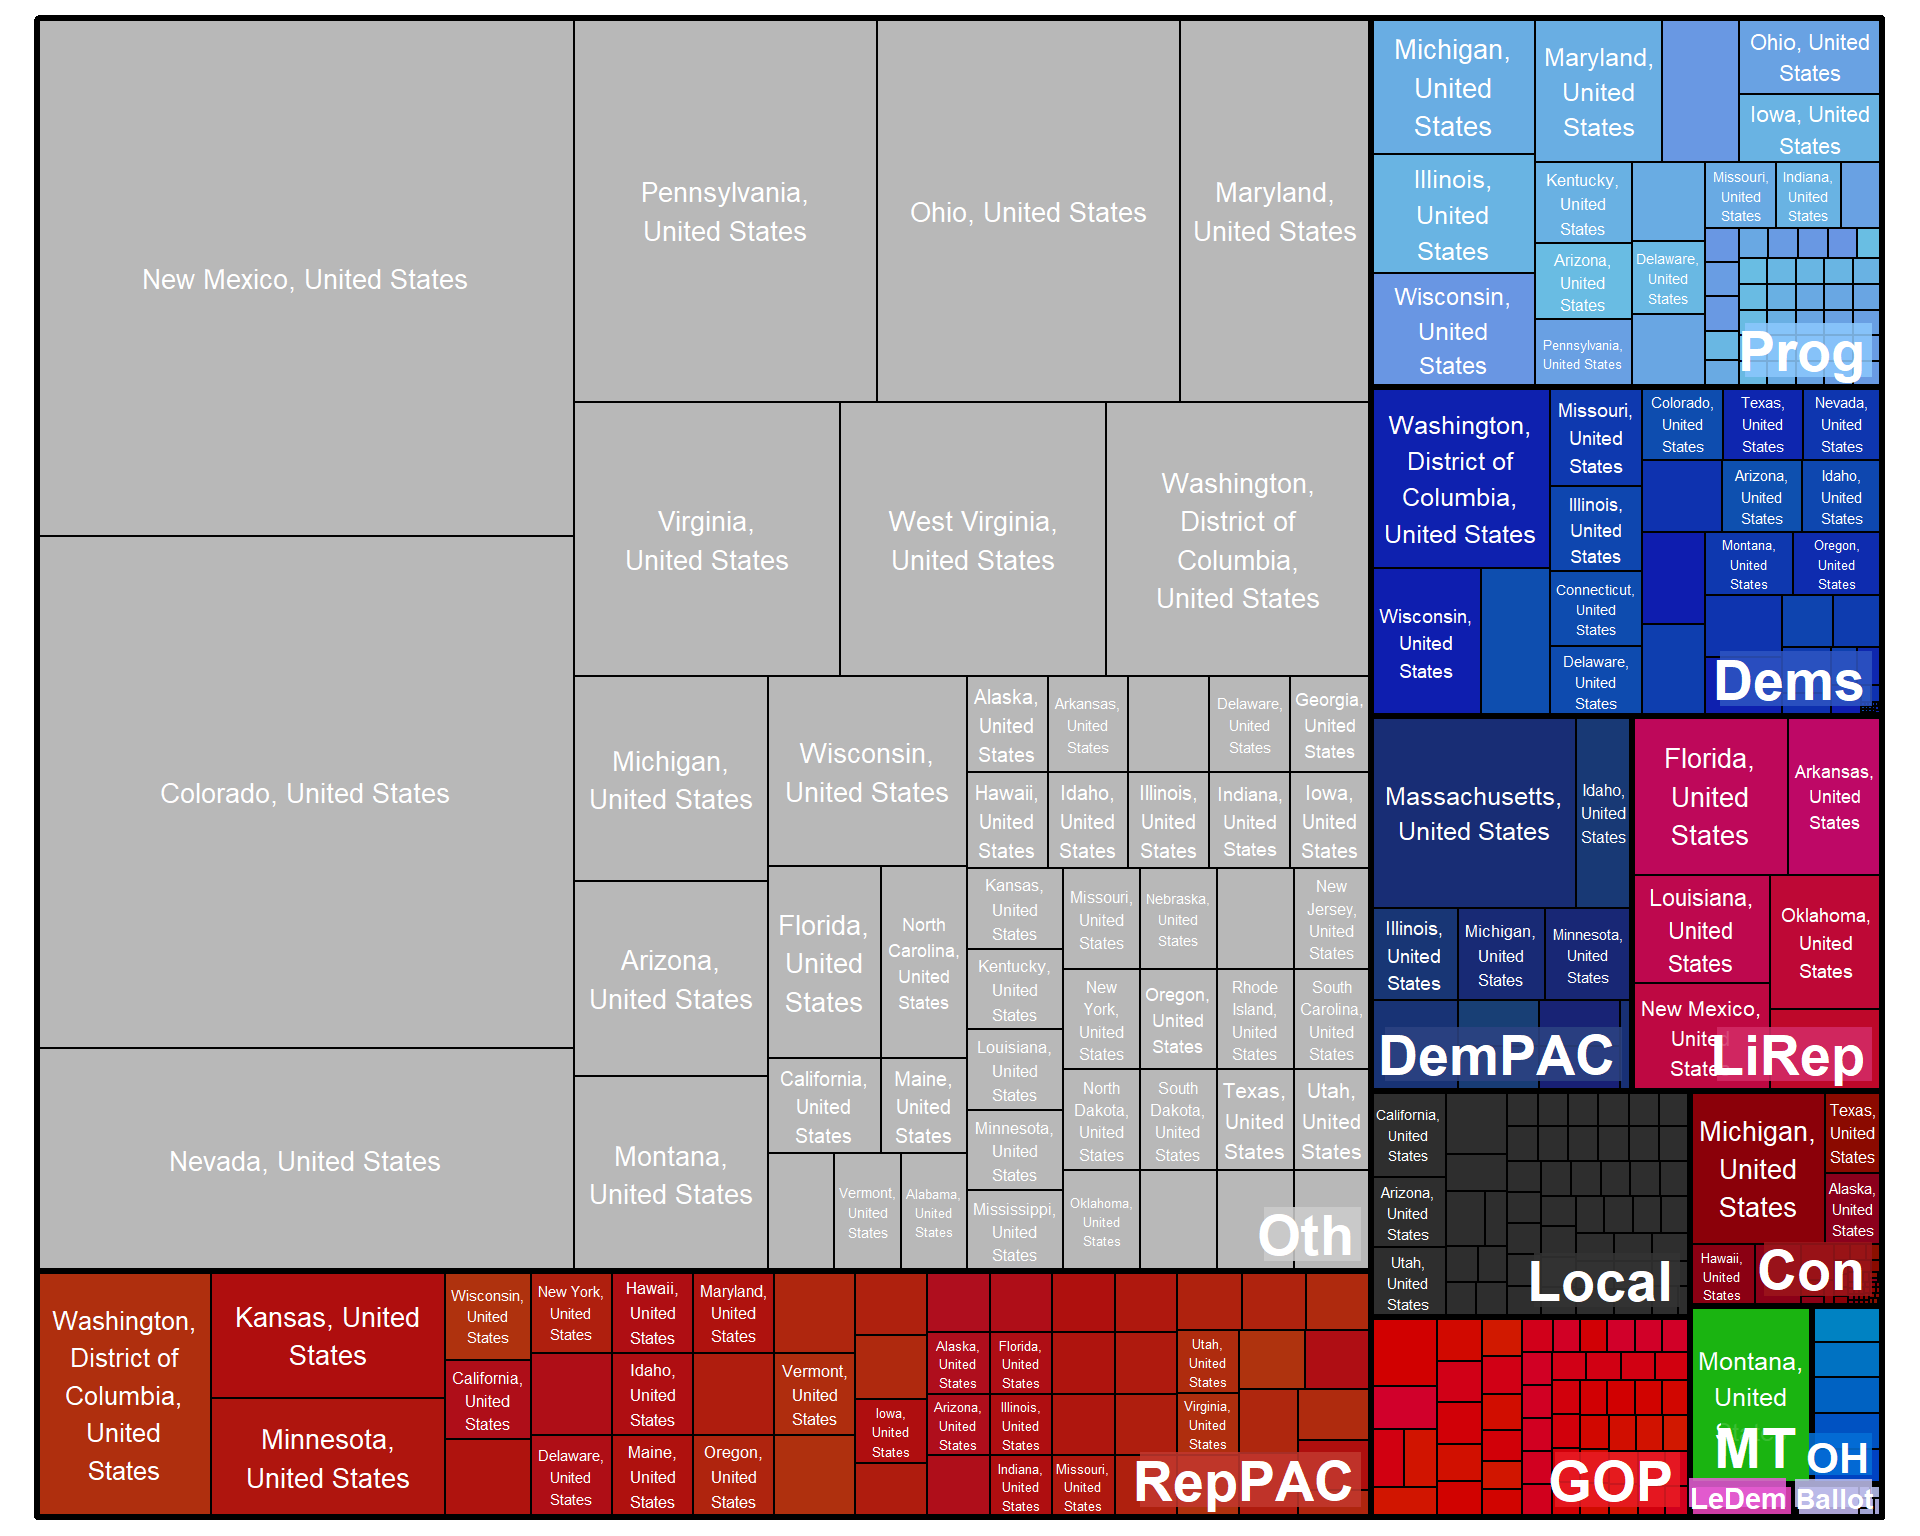 New Mexico, United States
Colorado, United States
Nevada, United States
Pennsylvania,
United States
Ohio, United States
Maryland,
United States
Virginia,
United States
West Virginia,
United States
Washington,
District of
Columbia,
United States
Michigan,
United States
Arizona,
United States
Montana,
United States
Wisconsin,
United States
Florida,
United
States
North
Carolina,
United
States
California,
United
States
Maine,
United
States
Vermont,
United
States
Alabama,
United
States
Alaska,
United
States
Arkansas,
United
States
Delaware,
United
States
Georgia,
United
States
Hawaii,
United
States
Idaho,
United
States
Illinois,
United
States
Indiana,
United
States
Iowa,
United
States
Kansas,
United
States
Kentucky,
United
States
Louisiana,
United
States
Minnesota,
United
States
Mississippi,
United
States
Missouri,
United
States
Nebraska,
United
States
New
Jersey,
United
States
New
York,
United
States
Oregon,
United
States
Rhode
Island,
United
States
South
Carolina,
United
States
North
Dakota,
United
States
South
Dakota,
United
States
Texas,
United
States
Utah,
United
States
Oklahoma,
United
States
Oth
Washington,
District of
Columbia,
United
States
Kansas, United
States
Minnesota,
United States
Wisconsin,
United
States
California,
United
States
New York,
United
States
Delaware,
United
States
Hawaii,
United
States
Idaho,
United
States
Maine,
United
States
Maryland,
United
States
Oregon,
United
States
Vermont,
United
States
Iowa,
United
States
Alaska,
United
States
Arizona,
United
States
Florida,
United
States
Illinois,
United
States
Indiana,
United
States
Missouri,
United
States
Utah,
United
States
Virginia,
United
States
RepPAC
Michigan,
United
States
Illinois,
United
States
Wisconsin,
United
States
Maryland,
United
States
Ohio, United
States
Iowa, United
States
Kentucky,
United
States
Arizona,
United
States
Pennsylvania,
United States
Delaware,
United
States
Missouri,
United
States
Indiana,
United
States
Prog
Washington,
District of
Columbia,
United States
Wisconsin,
United
States
Missouri,
United
States
Illinois,
United
States
Connecticut,
United
States
Delaware,
United
States
Colorado,
United
States
Texas,
United
States
Nevada,
United
States
Arizona,
United
States
Idaho,
United
States
Montana,
United
States
Oregon,
United
States
Dems
Massachusetts,
United States
Idaho,
United
States
Illinois,
United
States
Michigan,
United
States
Minnesota,
United
States
DemPAC
Florida,
United
States
Arkansas,
United
States
Louisiana,
United
States
Oklahoma,
United
States
New Mexico,
United
States
LiRep
California,
United
States
Arizona,
United
States
Utah,
United
States
Local
Michigan,
United
States
Texas,
United
States
Alaska,
United
States
Hawaii,
United
States
Con
GOP
Montana,
United
States
MT
OH
LeDem
Ballot